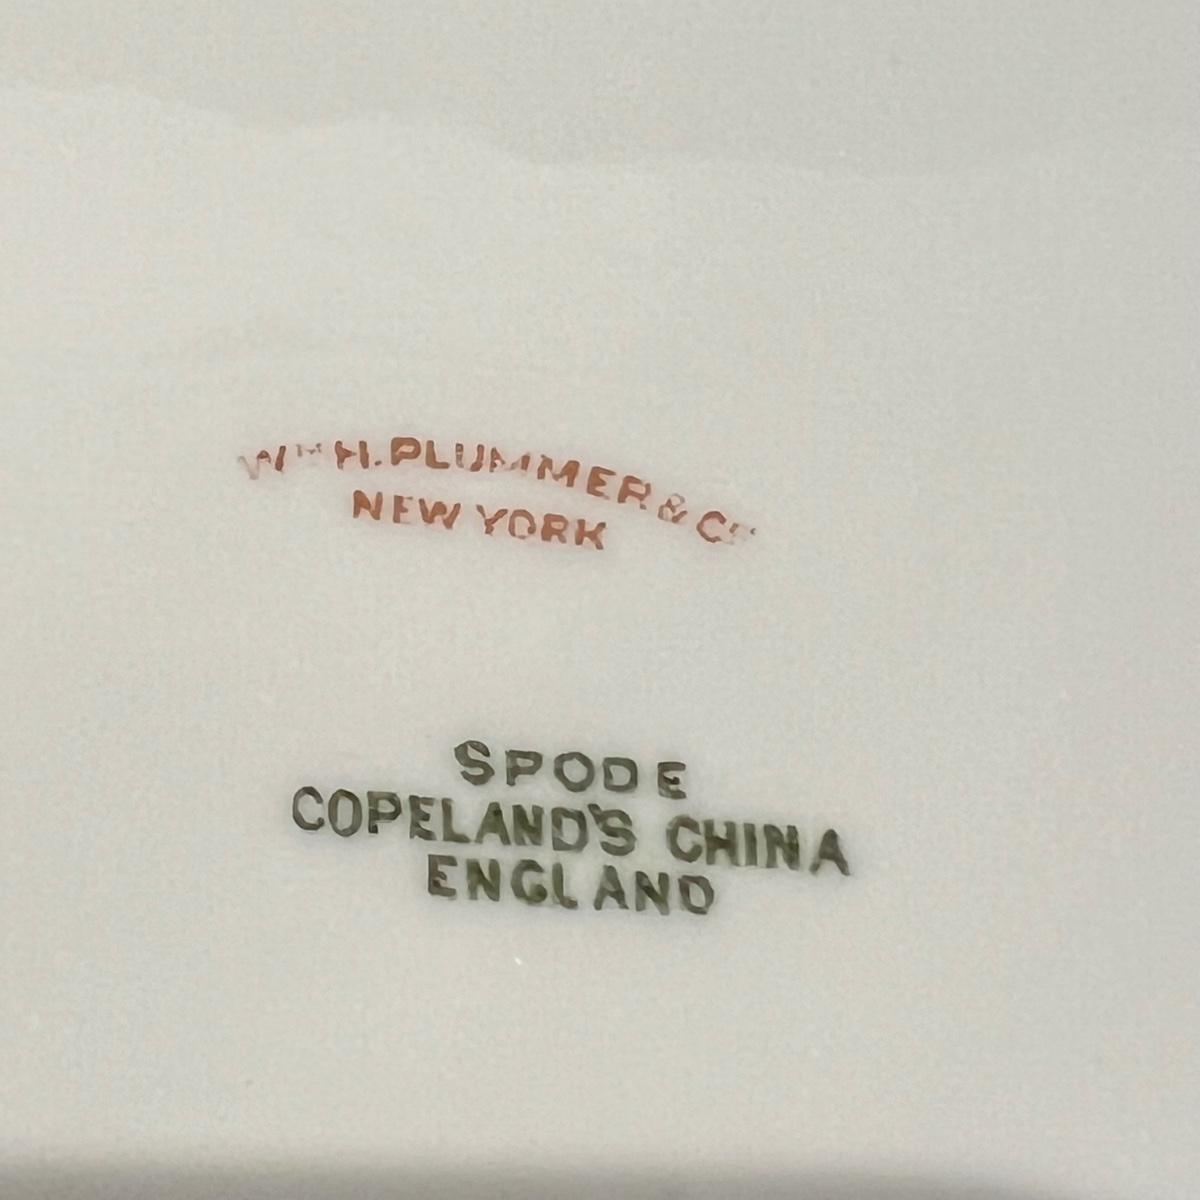 WM H. PLUMMER & CO
NEW YORK
SPODE
COPELAND'S CHINA
ENGLAND